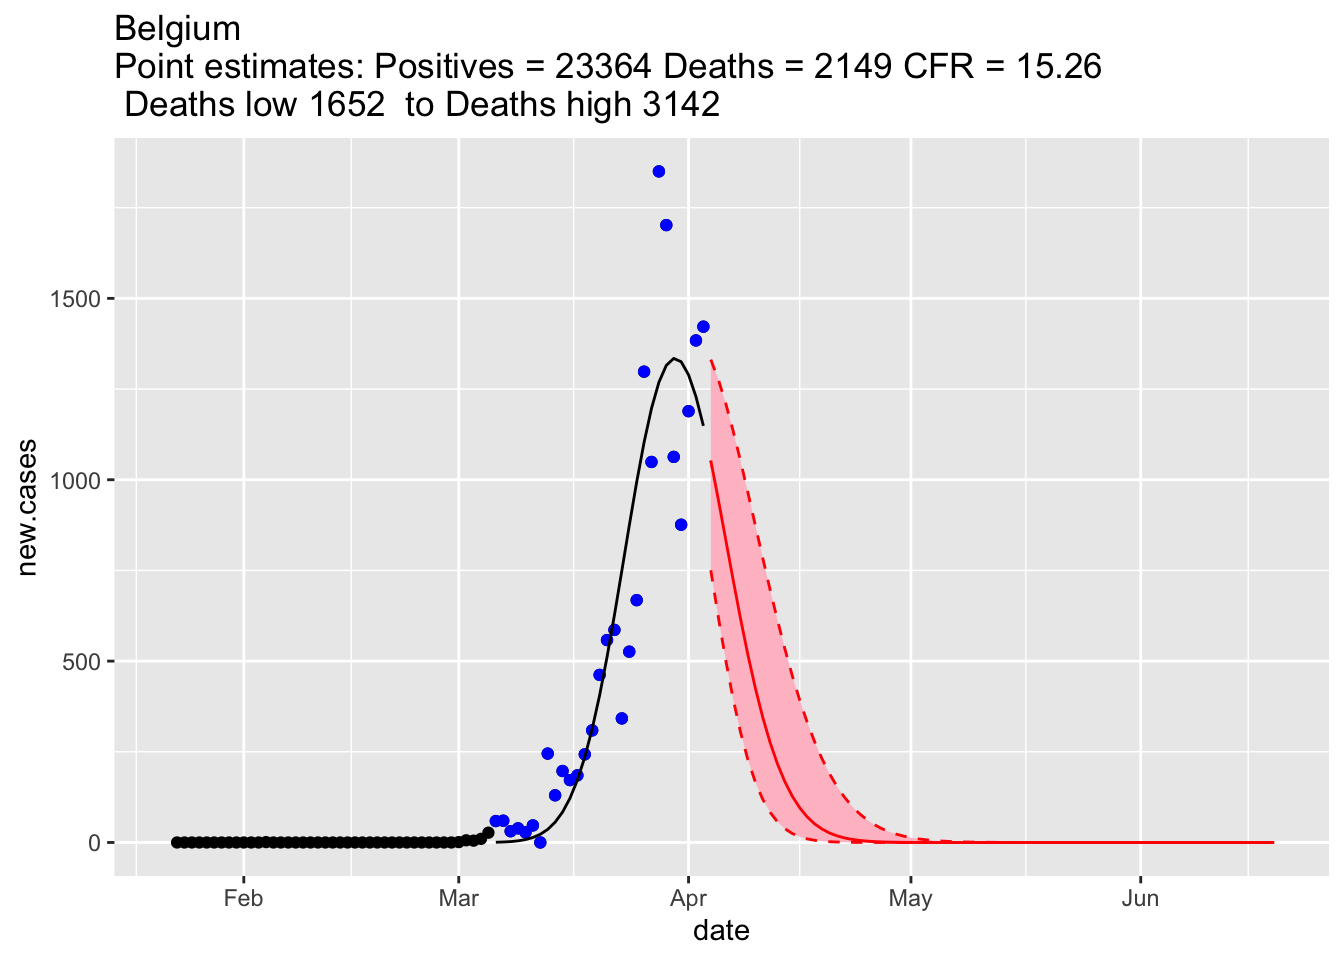 Belgium
Point estimates: Positives = 23364 Deaths = 2149 CFR = 15.26
Deaths low 1652  to Deaths high 3142
1500
1000
500
0
new.cases
Feb Mar Apr May Jun
date